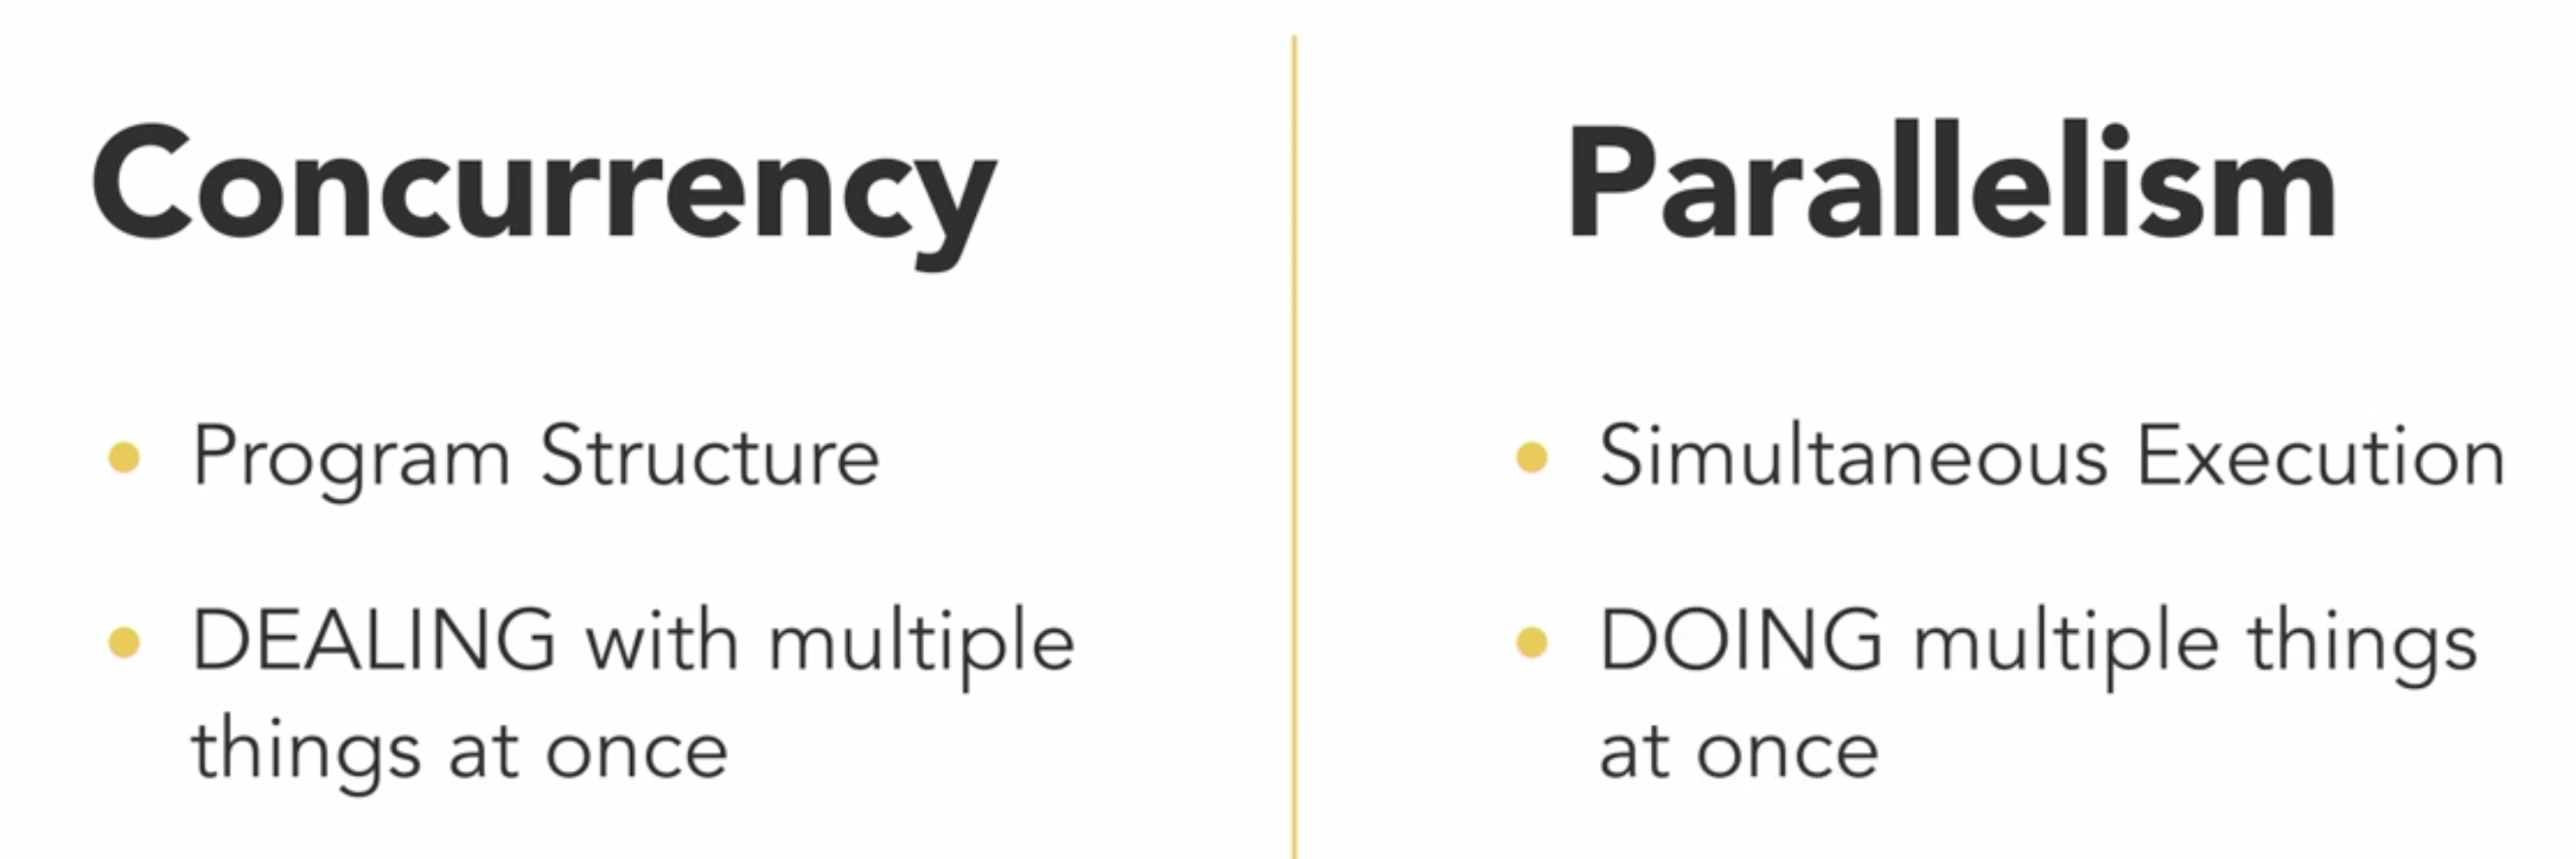 Concurrency
Program Structure
DEALING with multiple
things at once
Parallelism
Simultaneous Execution
DOING multiple things
at once